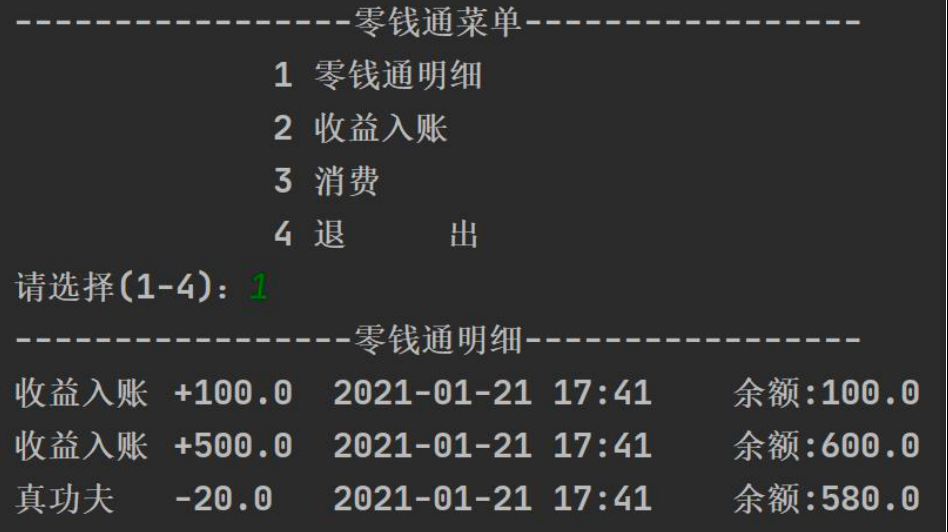 -----------------零钱通菜单-----------------
1 零钱通明细
2 收益入账
3 消费
4 退 出
请选择(1-4): 1
-----------------零钱通明细-----------------
收益入账 +100.0 2021-01-21 17:41 余额:100.0
收益入账 +500.0 2021-01-21 17:41 余额:600.0
真功夫 -20.0 2021-01-21 17:41 余额:580.0